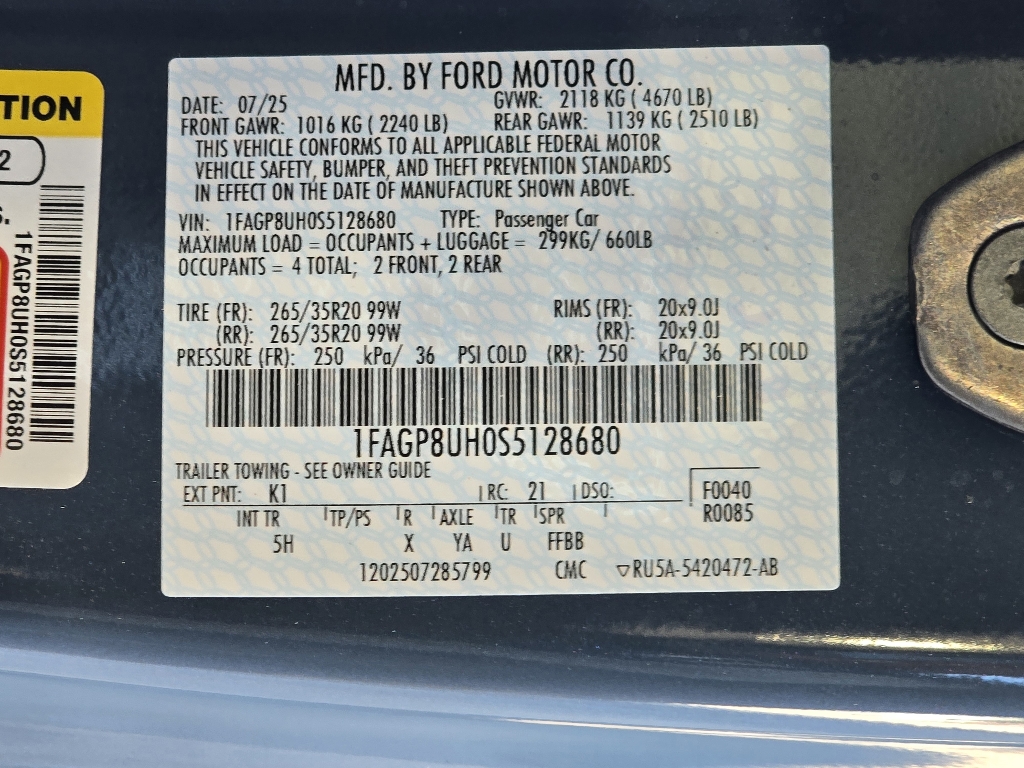 TION
2
1FAGP8UH0S5128680
MFD. BY FORD MOTOR CO.
DATE: 07/25 GVWR: 2118 KG ( 4670 LB)
FRONT GAWR: 1016 KG ( 2240 LB) REAR GAWR: 1139 KG ( 2510 LB)
THIS VEHICLE CONFORMS TO ALL APPLICABLE FEDERAL MOTOR
VEHICLE SAFETY, BUMPER, AND THEFT PREVENTION STANDARDS
IN EFFECT ON THE DATE OF MANUFACTURE SHOWN ABOVE.
VIN: 1FAGP8UH0S5128680 TYPE: Passenger Car
MAXIMUM LOAD = OCCUPANTS + LUGGAGE = 299KG/ 660LB
OCCUPANTS = 4 TOTAL; 2 FRONT, 2 REAR
TIRE (FR): 265/35R20 99W RIMS (FR): 20x9.0J
(RR): 265/35R20 99W (RR): 20x9.0J
PRESSURE (FR): 250 kPa/ 36 PSI COLD (RR): 250 kPa/ 36 PSI COLD
1FAGP8UH0S5128680
TRAILER TOWING - SEE OWNER GUIDE
EXT PNT: K1 RC: 21 DSO: F0040
INT TR TP/PS R AXLE TR SPR R0085
5H X YA U FFBB
1202507285799 CMC ▽RU5A-5420472-AB